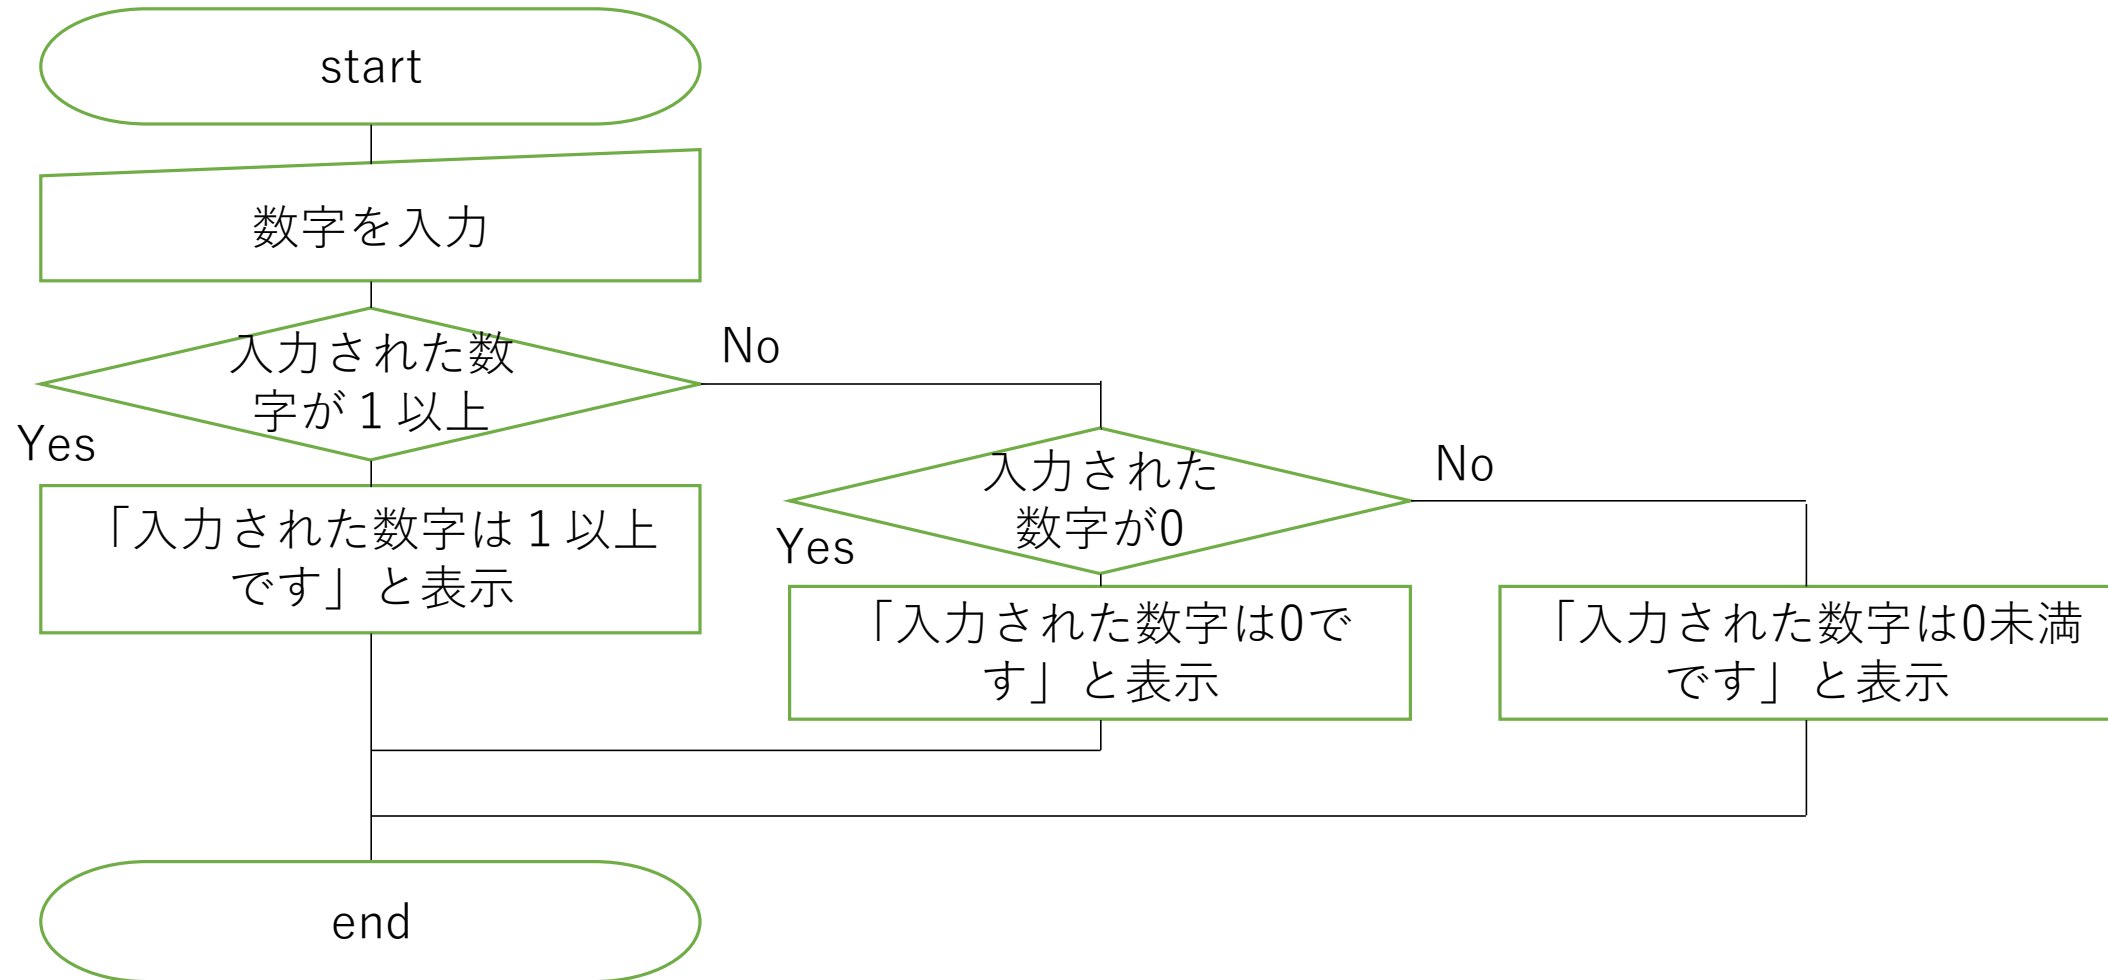 start
数字を入力
入力された数
字が１以上
No
Yes
「入力された数字は１以上
です」と表示
入力された
数字が0
No
Yes
「入力された数字は0で
す」と表示
「入力された数字は0未満
です」と表示
end